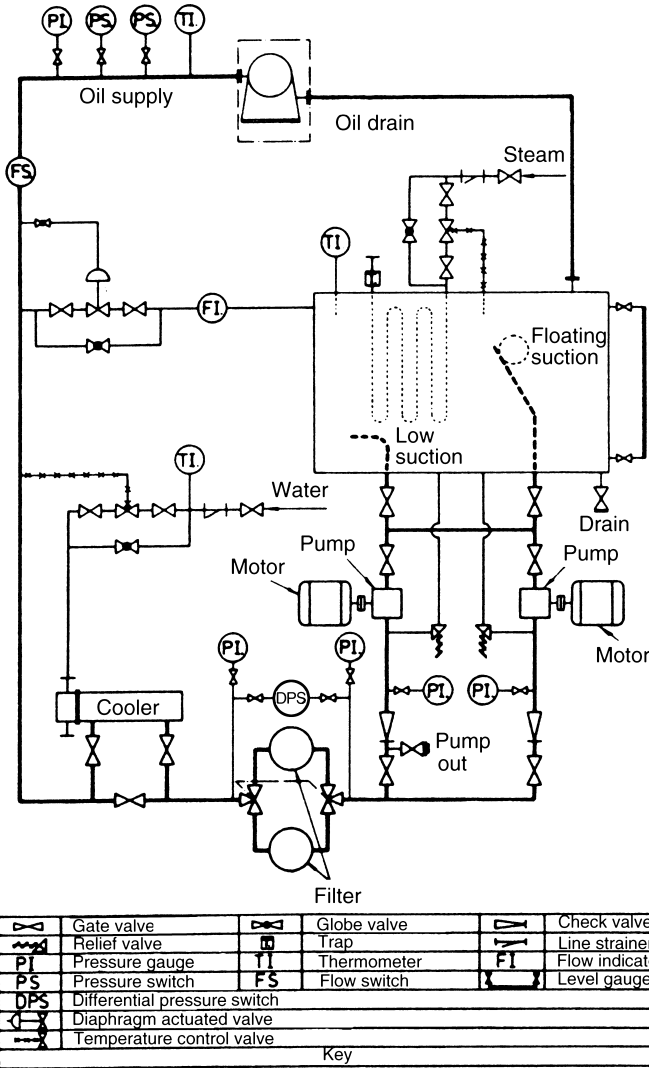 PI.
PS.
PS.
TI.
Oil supply
Oil drain
FS
Steam
TI
FI.
Floating
suction
Low
suction
TI.
Water
Drain
Pump
Pump
Motor
Motor
PI.
PI.
DPS
PI.
PI.
Cooler
Pump
out
Filter
Gate valve
Globe valve
Check valve
Relief valve
Trap
Line strainer
PI Pressure gauge
TI Thermometer
FI Flow indicat
PS Pressure switch
FS Flow switch
Level gauge
DPS Differential pressure switch
Diaphragm actuated valve
Temperature control valve
Key